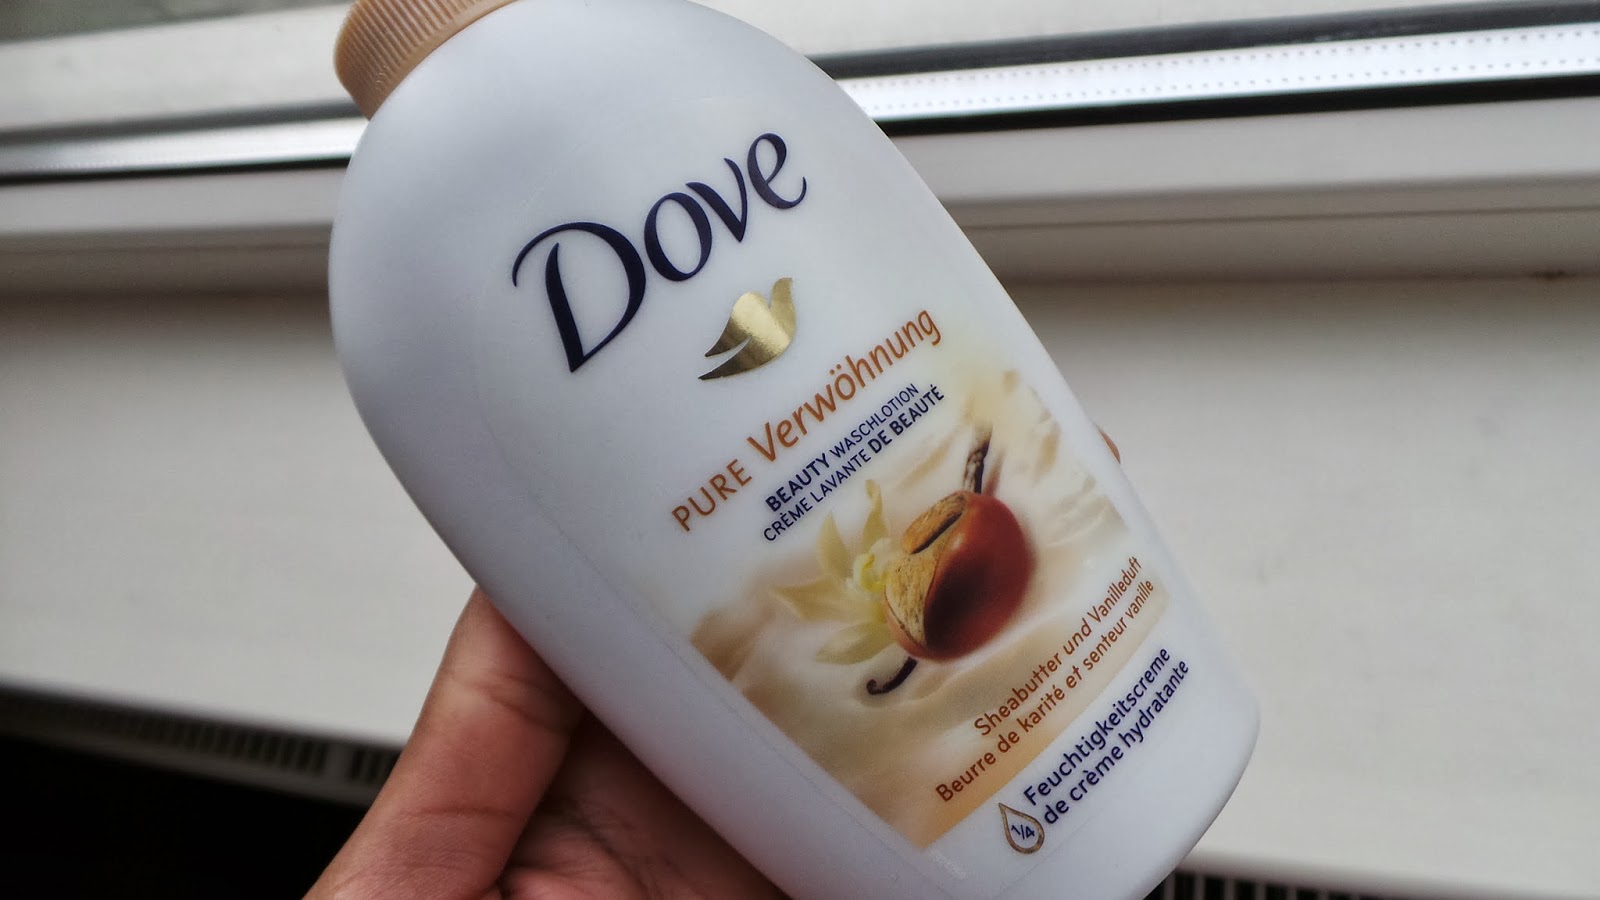 Dove
PURE Verwöhnung
BEAUTY WASCHLOTION
CRÈME LAVANTE DE BEAUTÉ
Sheabutter und Vanilleduft
Beurre de karité et senteur vanille
1/4
Feuchtigkeitscreme
de crème hydratante